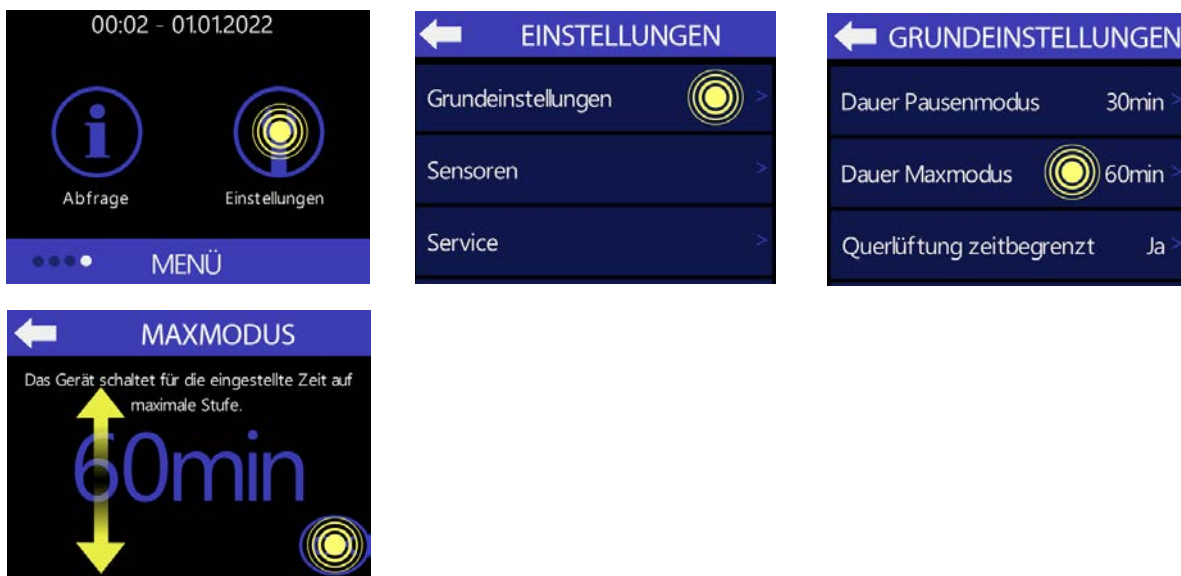 00:02 - 01.01.2022
Abfrage
Einstellungen
MENÜ
EINSTELLUNGEN
Grundeinstellungen >
Sensoren >
Service >
GRUNDEINSTELLUNGEN
Dauer Pausenmodus 30min >
Dauer Maxmodus 60min >
Querlüftung zeitbegrenzt Ja >
MAXMODUS
Das Gerät schaltet für die eingestellte Zeit auf
maximale Stufe.
60min